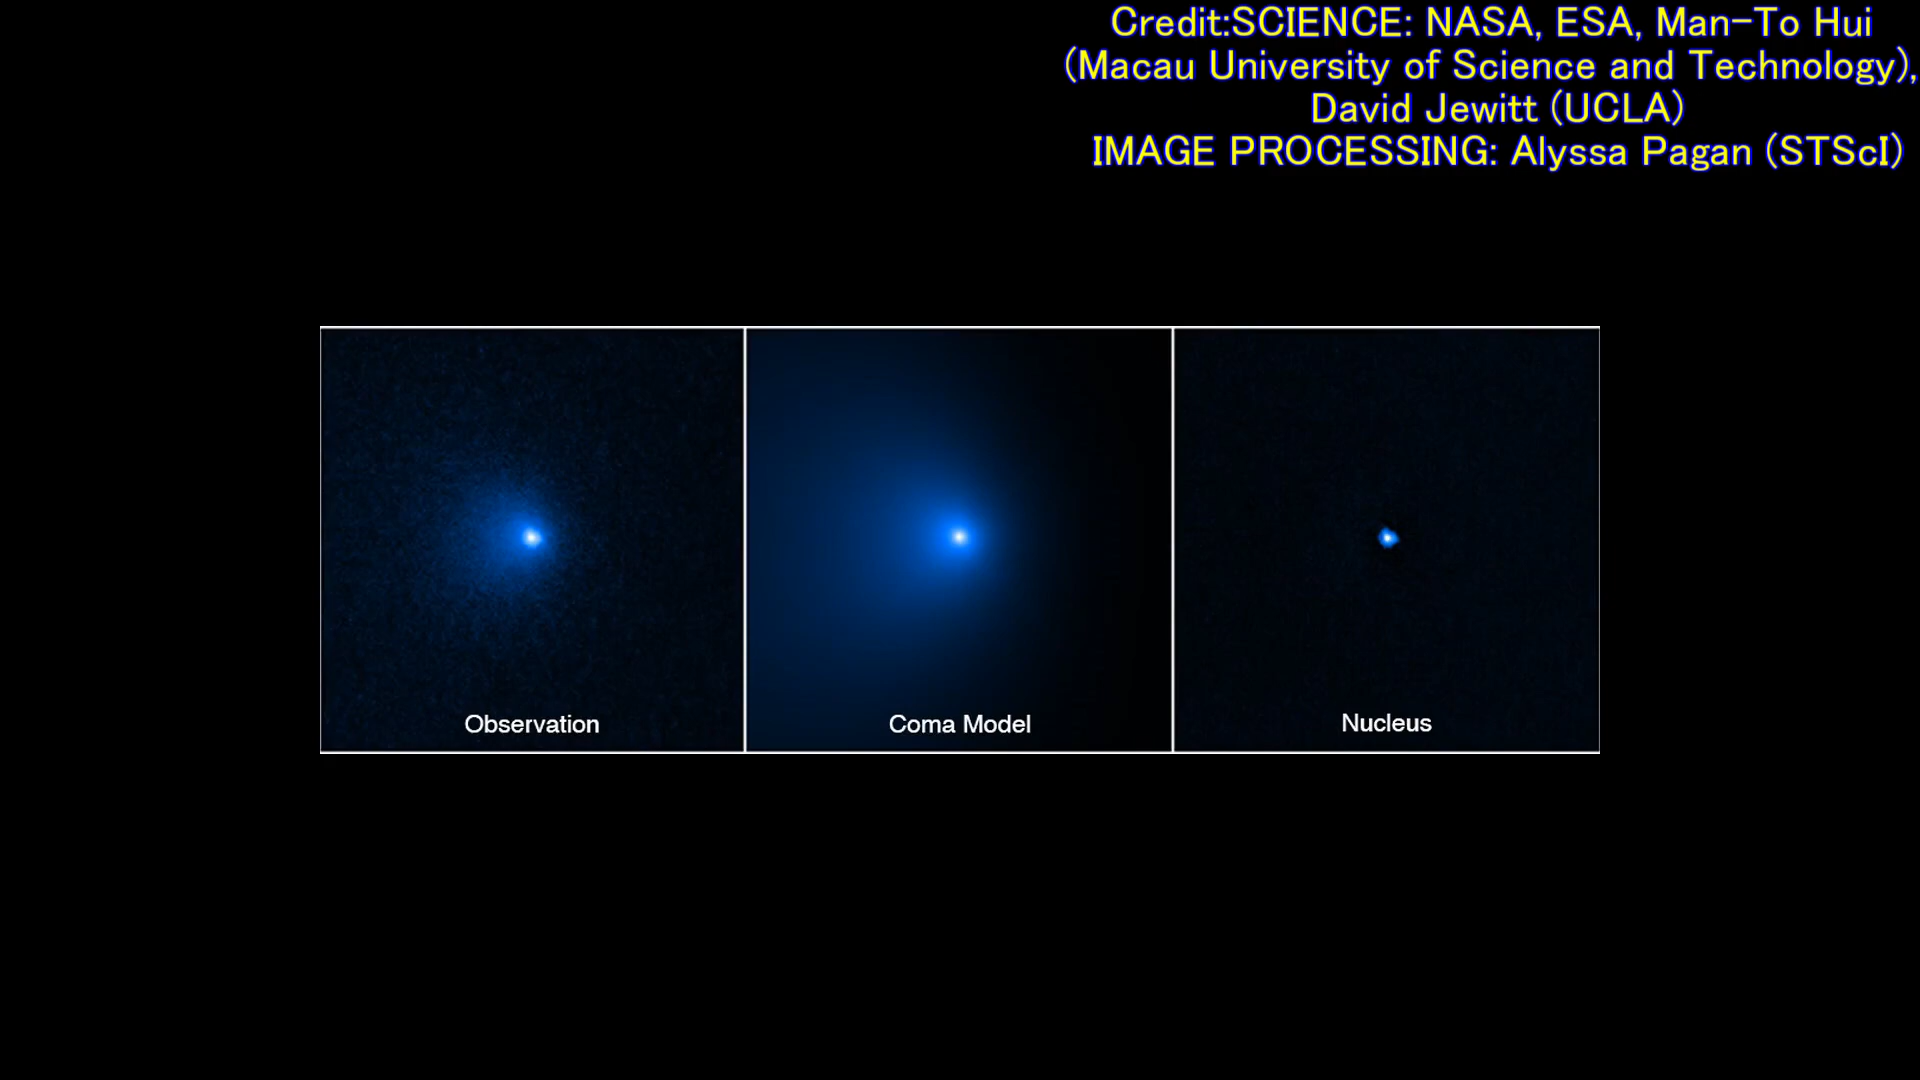 Credit:SCIENCE: NASA, ESA, Man-To Hui
(Macau University of Science and Technology),
David Jewitt (UCLA)
IMAGE PROCESSING: Alyssa Pagan (STScI)
Observation
Coma Model
Nucleus